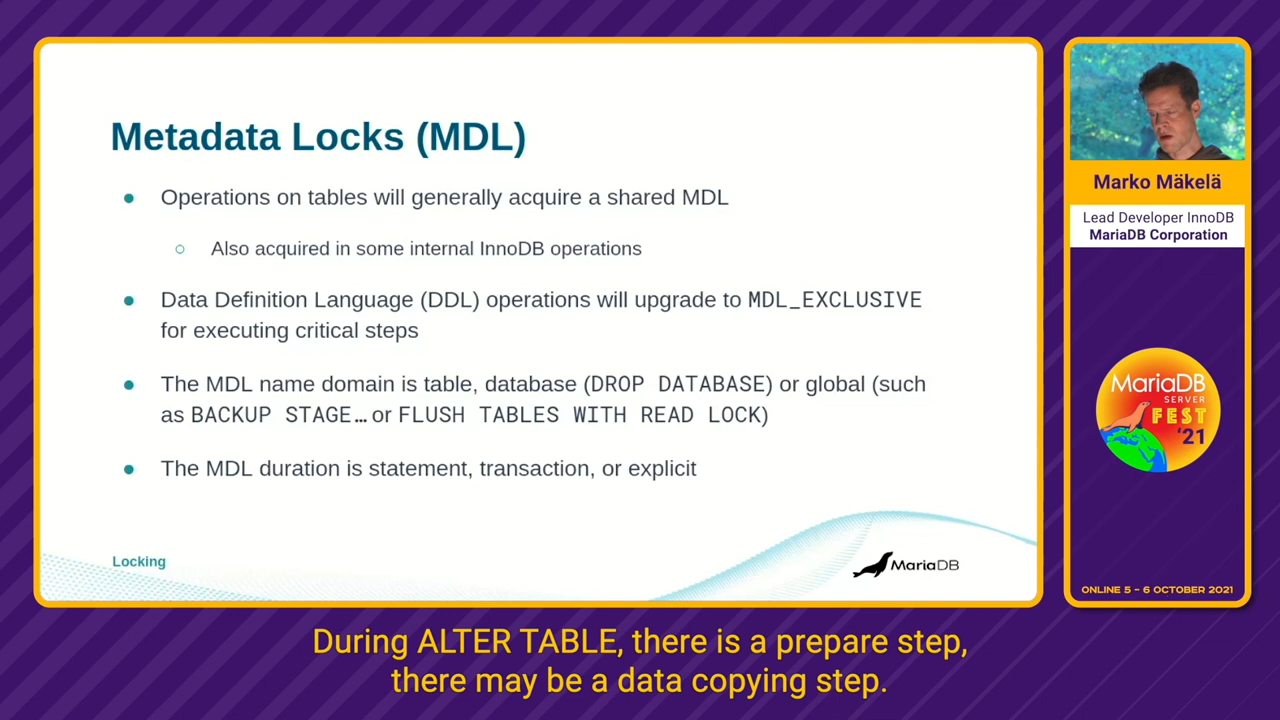 Metadata Locks (MDL)
● Operations on tables will generally acquire a shared MDL
○ Also acquired in some internal InnoDB operations
● Data Definition Language (DDL) operations will upgrade to MDL_EXCLUSIVE
for executing critical steps
● The MDL name domain is table, database (DROP DATABASE) or global (such
as BACKUP STAGE… or FLUSH TABLES WITH READ LOCK)
● The MDL duration is statement, transaction, or explicit
Locking
MariaDB
Marko Mäkelä
Lead Developer InnoDB
MariaDB Corporation
MariaDB
SERVER
FEST
'21
ONLINE 5 – 6 OCTOBER 2021
During ALTER TABLE, there is a prepare step,
there may be a data copying step.